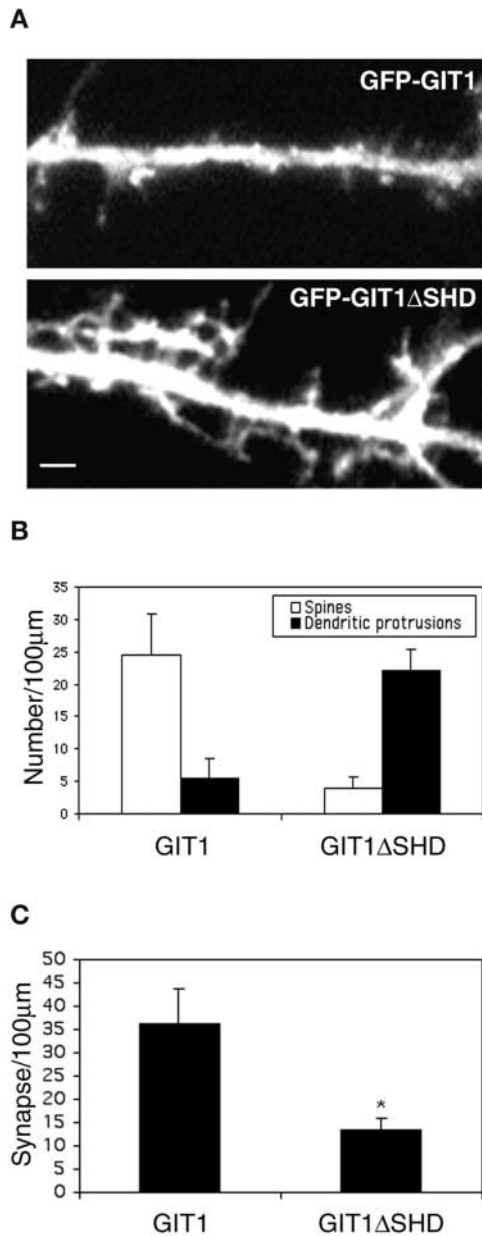 A
GFP-GIT1
GFP-GIT1ΔSHD
B
35
30
25
20
15
10
5
0
Number/100μm
Spines
Dendritic protrusions
GIT1 GIT1ΔSHD
C
50
45
40
35
30
25
20
15
10
5
0
Synapse/100μm
*
GIT1 GIT1ΔSHD